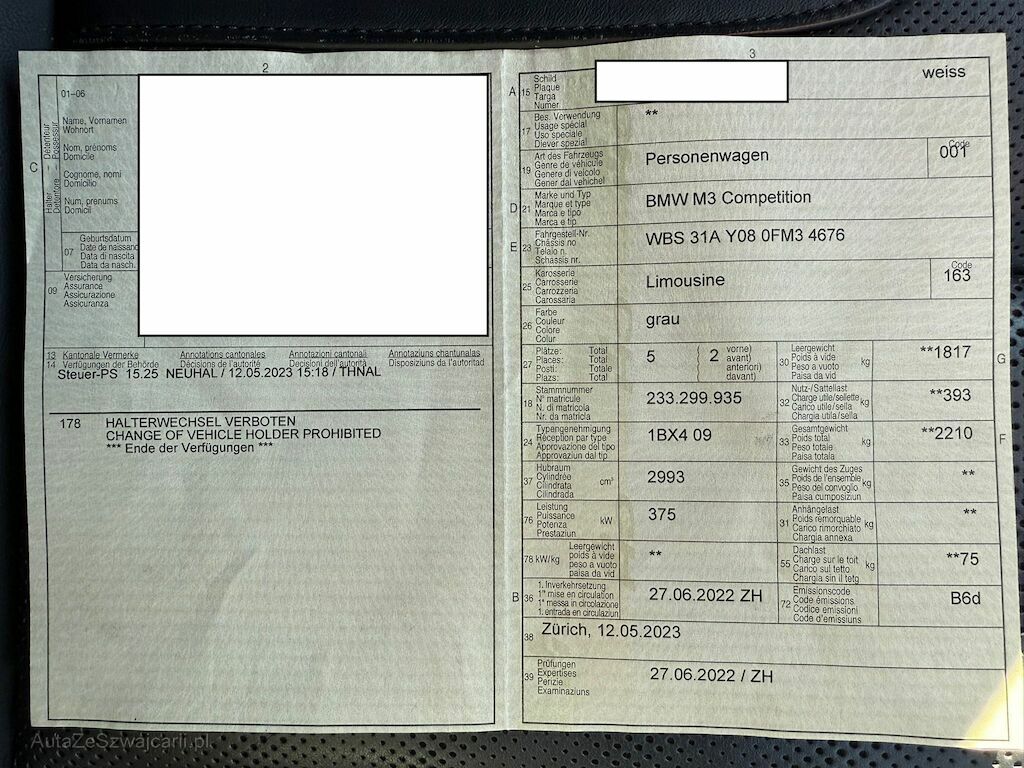 2
01–06
Halter Détenteur
Detentore - Possessur
Name, Vornamen
Wohnort
Nom, prénoms
Domicile
C
Cognome, nomi
Domicilio
Num, prenums
Domicil
07
Geburtsdatum
Date de naissanc
Data di nascita
Data da nasch.
09
Versicherung
Assurance
Assicurazione
Assicuranza
13 Kantonale Vermerke Annotations cantonales Annotazioni cantonali Annotaziuns chantunalas
14 Verfügungen der Behörde Décisions de l'autorité Decisioni dell'autorità Disposiziuns da l'autoritad
Steuer-PS 15.25 NEUHAL / 12.05.2023 15:18 / THNAL
178 HALTERWECHSEL VERBOTEN
CHANGE OF VEHICLE HOLDER PROHIBITED
*** Ende der Verfügungen ***
3
A 15
Schild
Plaque
Targa
Numer
weiss
17
Bes. Verwendung
Usage spécial
Uso speciale
Diever spezial
**
19
Art des Fahrzeugs
Genre de véhicule
Genere di veicolo
Gener dal vehichel
Personenwagen
Code
001
D 21
Marke und Typ
Marque et type
Marca e tipo
Marca e tip
BMW M3 Competition
E 23
Fahrgestell-Nr.
Châssis no
Telaio n.
Schassis nr.
WBS 31A Y08 0FM3 4676
25
Karosserie
Carrosserie
Carrozzeria
Carossaria
Limousine
Code
163
26
Farbe
Couleur
Colore
Colur
grau
27
Plätze: Total
Places: Total
Posti: Totale
Plazs: Total
5
2
vorne)
avant)
anteriori)
davant)
30
Leergewicht
Poids à vide
Peso a vuoto
Paisa da vid
kg
**1817
G
18
Stammnummer
N° matricule
N. di matricola
Nr. da matricla
233.299.935
32
Nutz-/Sattellast
Charge utile/sellette
Carico utile/sella
Chargia utila/sella
kg
**393
24
Typengenehmigung
Réception par type
Approvazione del tipo
Approvaziun dal tip
1BX4 09
33
Gesamtgewicht
Poids total
Peso totale
Paisa totala
kg
**2210
F
37
Hubraum
Cylindrée
Cilindrata
Cilindrada
cm³
2993
35
Gewicht des Zuges
Poids de l'ensemble
Peso del convoglio
Paisa cumposiziun
kg
**
76
Leistung
Puissance
Potenza
Prestaziun
kW
375
31
Anhängelast
Poids remorquable
Carico rimorchiato
Chargia annexa
kg
**
78 kW/kg
Leergewicht
poids à vide
peso a vuoto
paisa da vid
**
55
Dachlast
Charge sur le toit
Carico sul tetto
Chargia sin il tetg
kg
**75
B 36
1. Inverkehrsetzung
1re mise en circulation
1a messa in circolazione
1. entrada en circulaziun
27.06.2022 ZH
72
Emissionscode
Code émissions
Codice emissioni
Code d'emissiuns
B6d
38
Zürich, 12.05.2023
39
Prüfungen
Expertises
Perizie
Examinaziuns
27.06.2022 / ZH
AutaZeSzwajcarii.pl